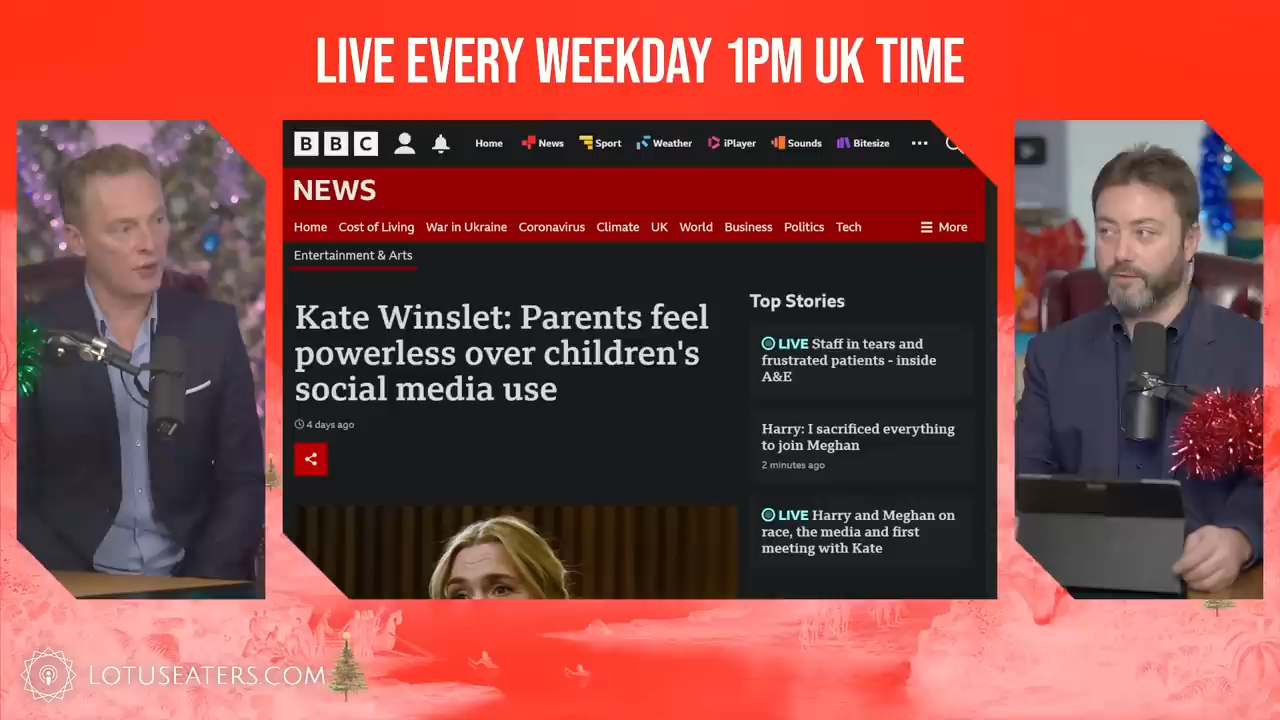 LIVE EVERY WEEKDAY 1PM UK TIME
BBC
Home
News
Sport
Weather
iPlayer
Sounds
Bitesize
NEWS
Home
Cost of Living
War in Ukraine
Coronavirus
Climate
UK
World
Business
Politics
Tech
More
Entertainment & Arts
Kate Winslet: Parents feel
powerless over children's
social media use
4 days ago
Top Stories
LIVE Staff in tears and
frustrated patients - inside
A&E
Harry: I sacrificed everything
to join Meghan
2 minutes ago
LIVE Harry and Meghan on
race, the media and first
meeting with Kate
LOTUSEATERS.COM